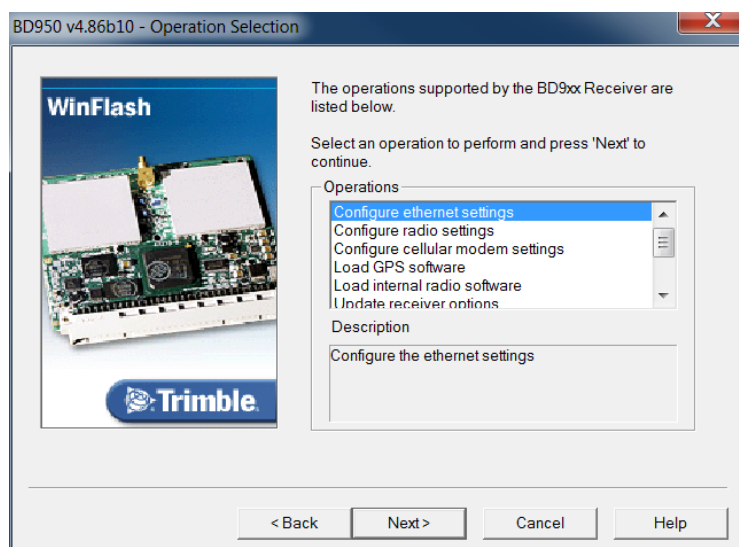 BD950 v4.86b10 - Operation Selection
X
WinFlash
Trimble.
The operations supported by the BD9xx Receiver are
listed below.
Select an operation to perform and press 'Next' to
continue.
Operations
Configure ethernet settings
Configure radio settings
Configure cellular modem settings
Load GPS software
Load internal radio software
Update receiver options
Description
Configure the ethernet settings
< Back
Next >
Cancel
Help